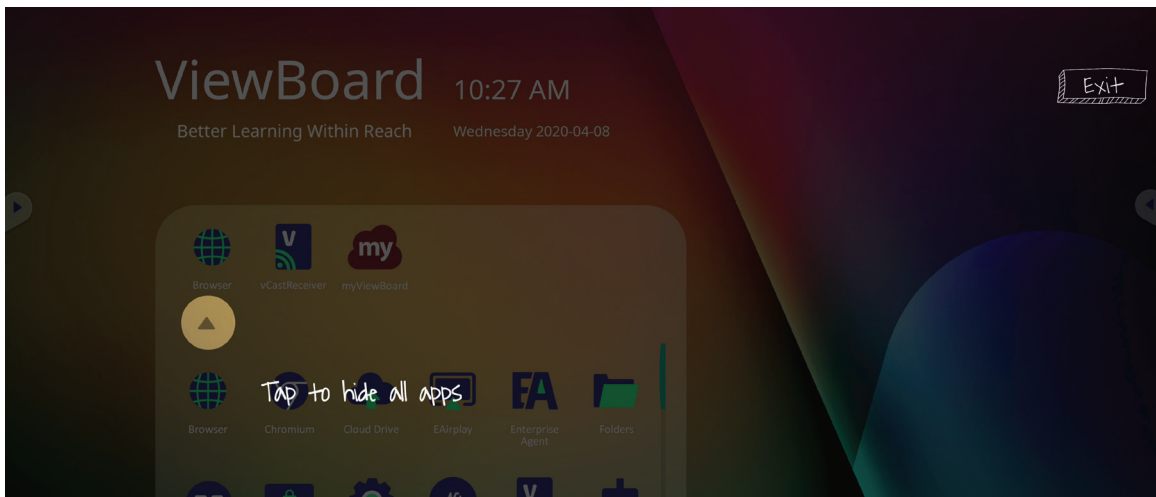 ViewBoard
10:27 AM
Better Learning Within Reach
Wednesday 2020-04-08
Exit
V
my
Browser
vCastReceiver
myViewBoard
Tap to hide all apps
EA
Browser
Chromium
Cloud Drive
EAirplay
Enterprise
Agent
Folders
V